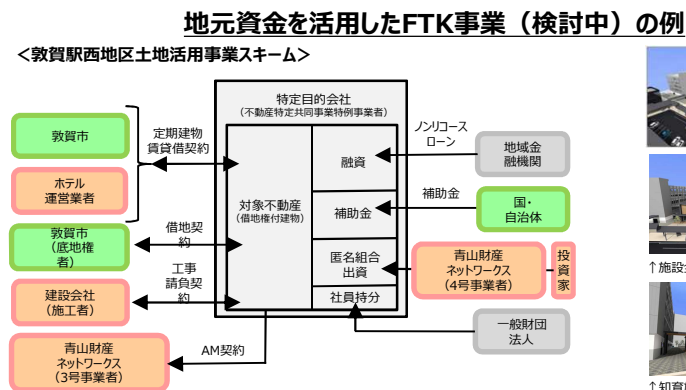 地元資金を活用したFTK事業（検討中）の例
＜敦賀駅西地区土地活用事業スキーム＞
特定目的会社
（不動産特定共同事業特例事業者）
敦賀市
定期建物
賃貸借契約
ホテル
運営業者
敦賀市
（底地権
者）
借地契
約
建設会社
（施工者）
工事
請負契
約
青山財産
ネットワークス
（3号事業者）
AM契約
対象不動産
（借地権付建物）
融資
補助金
匿名組合
出資
社員持分
ノンリコース
ローン
地域金
融機関
補助金
国・
自治体
青山財産
ネットワークス
（4号事業者）
投
資
家
一般財団
法人
↑施設